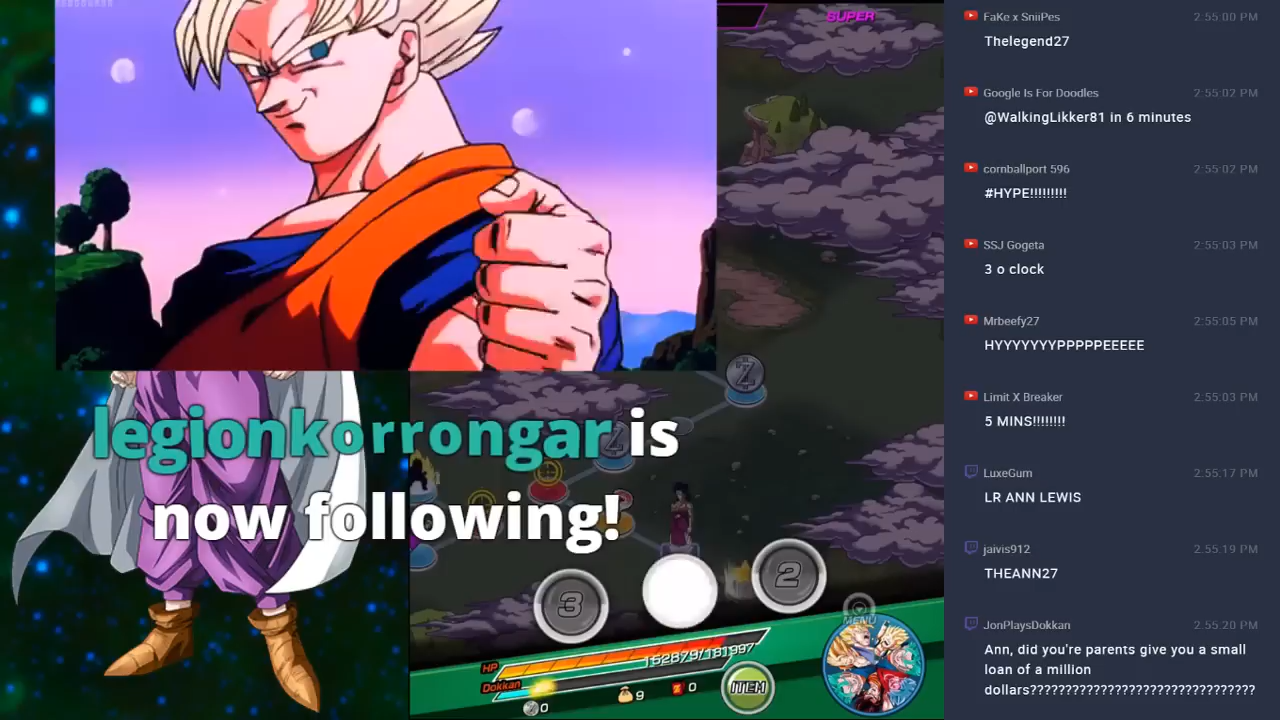 SUPER
legionkorrongar is
now following!
Z
3
2
MENU
HP
152879/181997
Dokkan
9
0
0
ITEM
FaKe x SniiPes 2:55:00 PM
Thelegend27
Google Is For Doodles 2:55:02 PM
@WalkingLikker81 in 6 minutes
cornballport 596 2:55:02 PM
#HYPE!!!!!!!!!
SSJ Gogeta 2:55:03 PM
3 o clock
Mrbeefy27 2:55:05 PM
HYYYYYYYPPPPPEEEEE
Limit X Breaker 2:55:03 PM
5 MINS!!!!!!!!
LuxeGum 2:55:17 PM
LR ANN LEWIS
jaivis912 2:55:19 PM
THEANN27
JonPlaysDokkan 2:55:20 PM
Ann, did you're parents give you a small
loan of a million
dollars????????????????????????????????